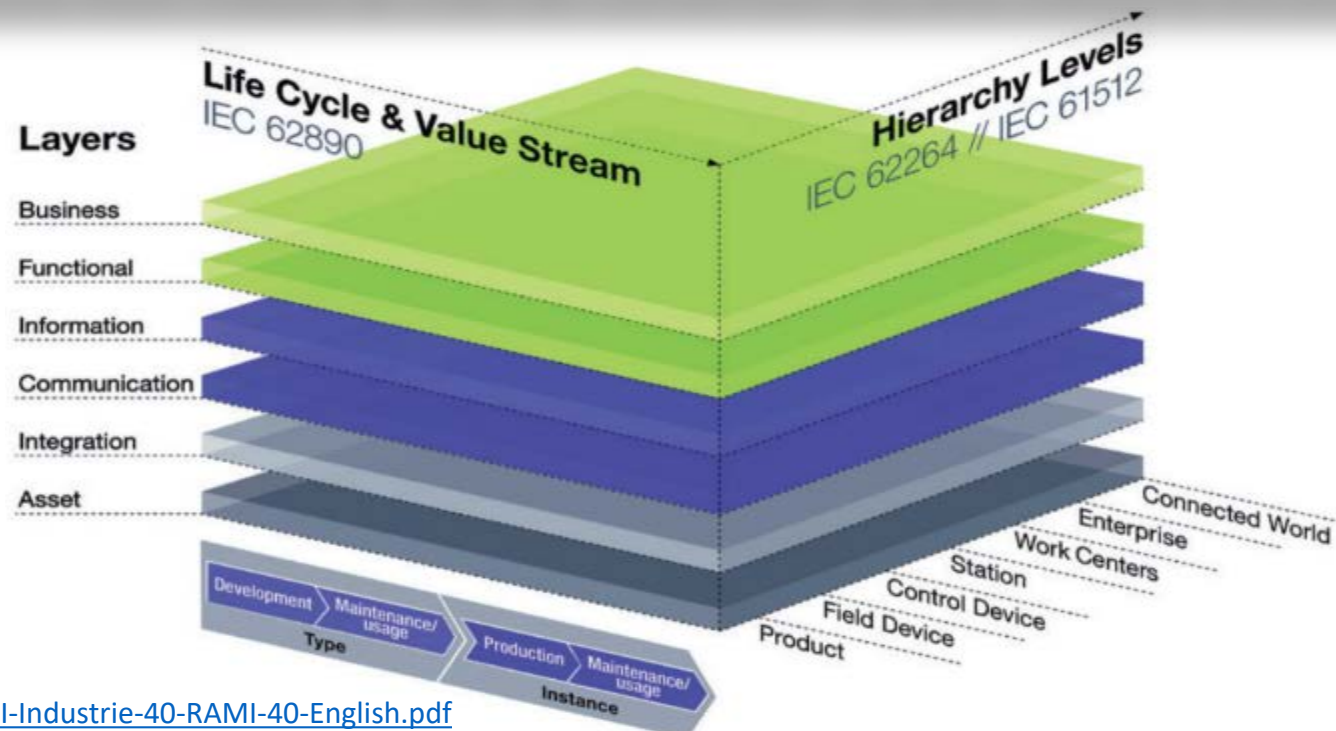 Life Cycle & Value Stream
IEC 62890
Hierarchy Levels
IEC 62264 // IEC 61512
Layers
Business
Functional
Information
Communication
Integration
Asset
Connected World
Enterprise
Work Centers
Station
Control Device
Field Device
Product
Development
Maintenance/
usage
Type
Production
Maintenance/
usage
Instance
I-Industrie-40-RAMI-40-English.pdf